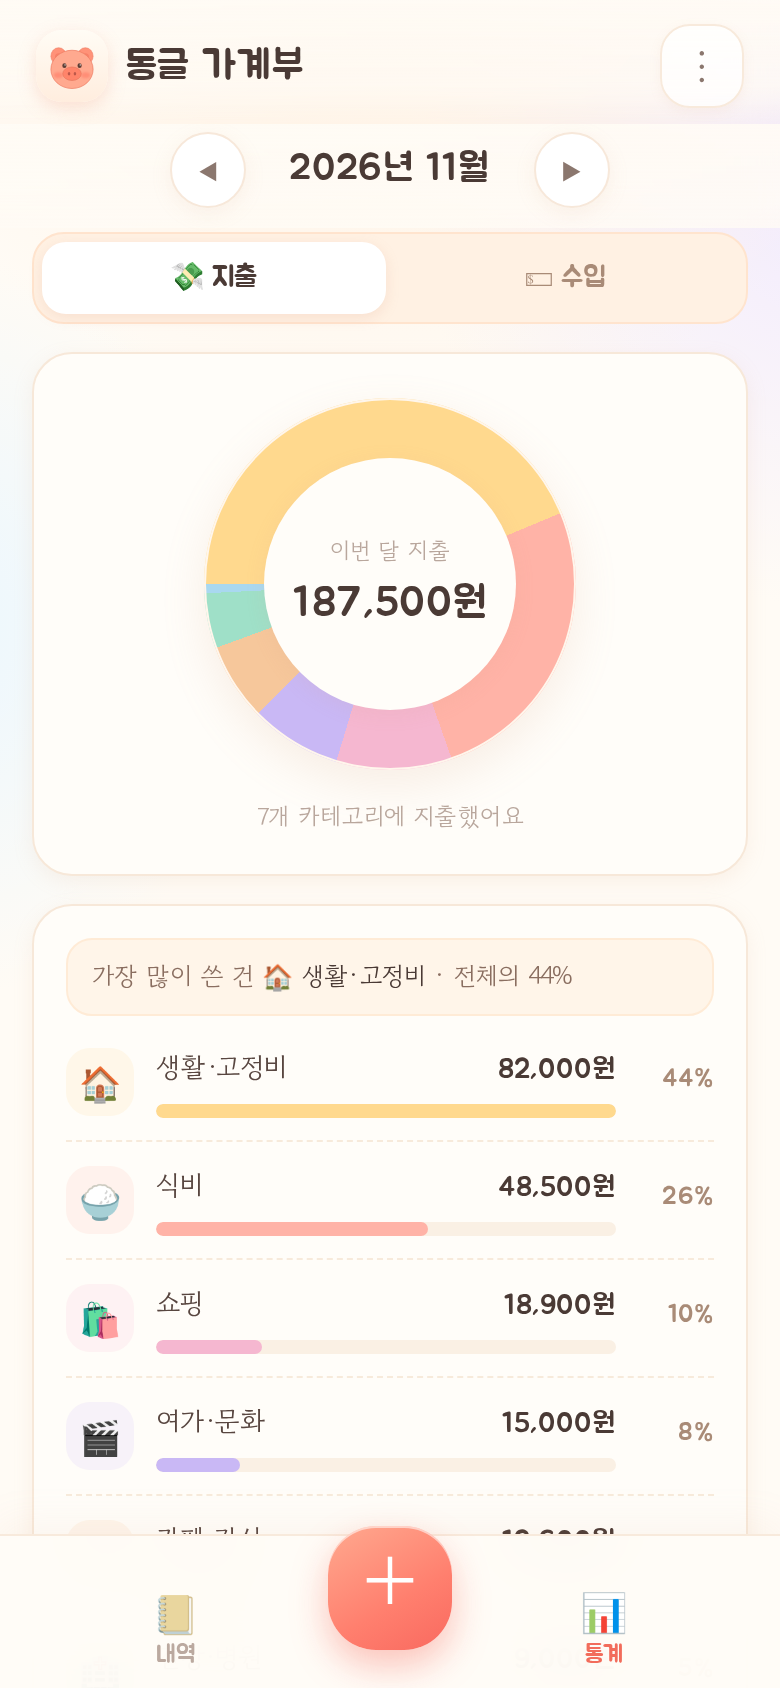 동글 가계부
2026년 11월
지출
수입
이번 달 지출
187,500원
7개 카테고리에 지출했어요
가장 많이 쓴 건 🏠 생활·고정비 · 전체의 44%
생활·고정비 82,000원 44%
식비 48,500원 26%
쇼핑 18,900원 10%
여가·문화 15,000원 8%
내역
통계